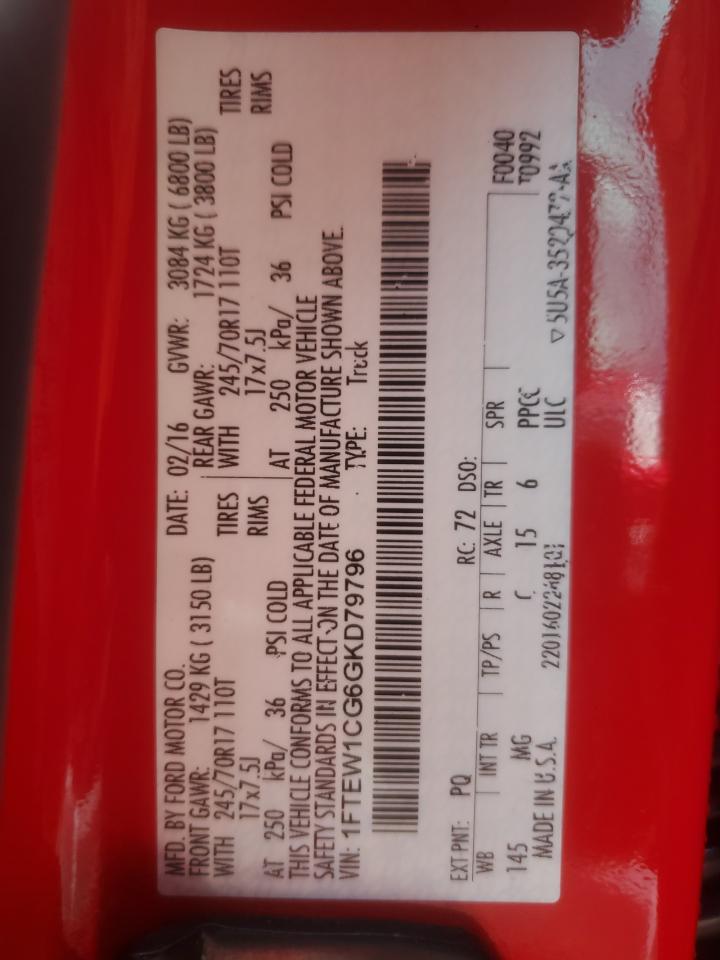 MFD. BY FORD MOTOR CO. DATE: 02/16 GVWR: 3084 KG ( 6800 LB)
FRONT GAWR: 1429 KG ( 3150 LB) REAR GAWR: 1724 KG ( 3800 LB)
WITH 245/70R17 110T TIRES WITH 245/70R17 110T TIRES
17x7.5J RIMS 17x7.5J RIMS
AT 250 kPa/ 36 PSI COLD AT 250 kPa/ 36 PSI COLD
THIS VEHICLE CONFORMS TO ALL APPLICABLE FEDERAL MOTOR VEHICLE
SAFETY STANDARDS IN EFFECT ON THE DATE OF MANUFACTURE SHOWN ABOVE.
VIN: 1FTEW1CG6GKD79796 TYPE: Truck
EXT PNT: PQ RC: 72 DSO: F0040
WB INT TR TP/PS R AXLE TR SPR T0992
145 MG 15 6
MADE IN U.S.A. ULC